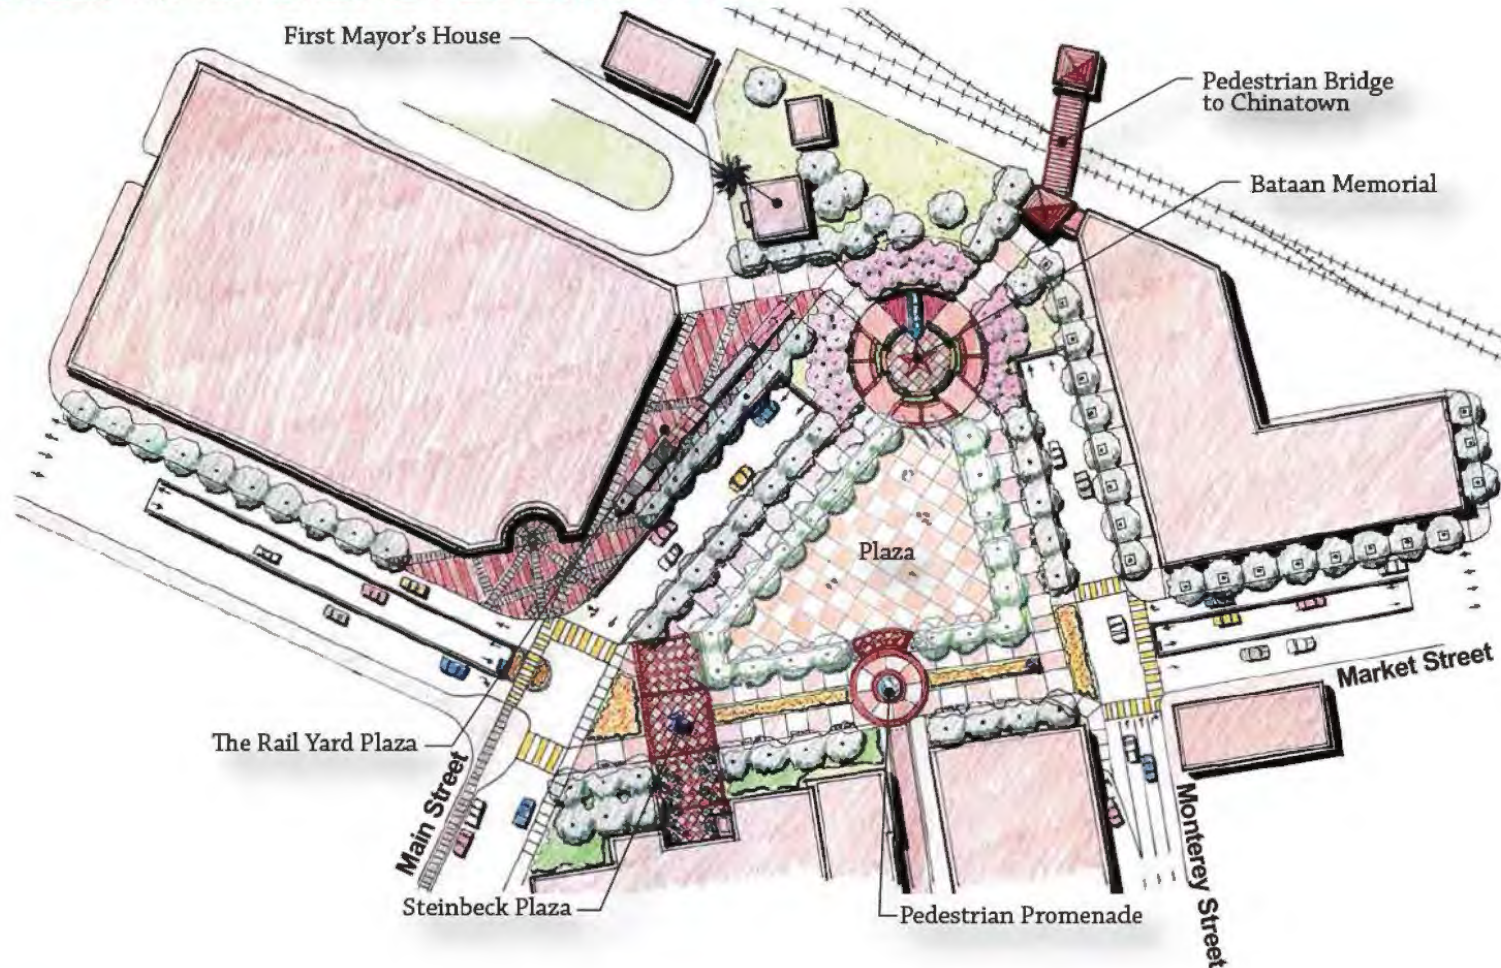 First Mayor's House
Pedestrian Bridge
to Chinatown
Bataan Memorial
Plaza
Market Street
The Rail Yard Plaza
Main Street
Monterey Street
Steinbeck Plaza
Pedestrian Promenade